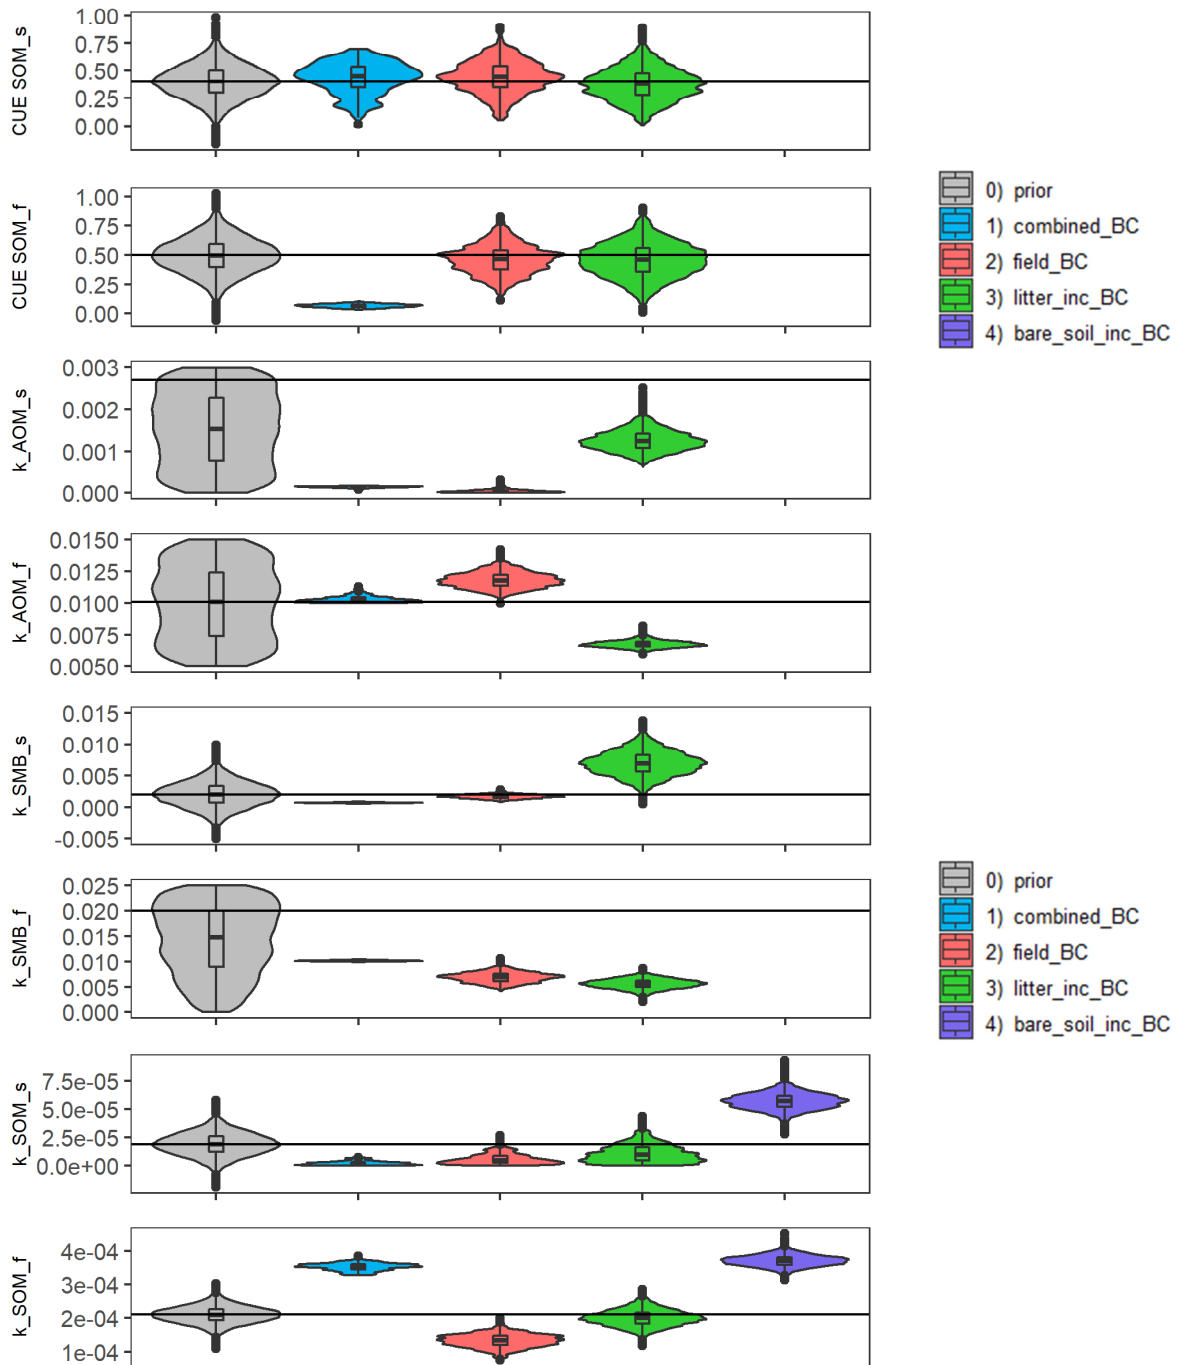 CUE SOM_s
1.00
0.75
0.50
0.25
0.00
CUE SOM_f
1.00
0.75
0.50
0.25
0.00
k_AOM_s
0.003
0.002
0.001
0.000
k_AOM_f
0.0150
0.0125
0.0100
0.0075
0.0050
k_SMB_s
0.015
0.010
0.005
0.000
-0.005
k_SMB_f
0.025
0.020
0.015
0.010
0.005
0.000
k_SOM_s
7.5e-05
5.0e-05
2.5e-05
0.0e+00
k_SOM_f
4e-04
3e-04
2e-04
1e-04
0) prior
1) combined_BC
2) field_BC
3) litter_inc_BC
4) bare_soil_inc_BC
0) prior
1) combined_BC
2) field_BC
3) litter_inc_BC
4) bare_soil_inc_BC